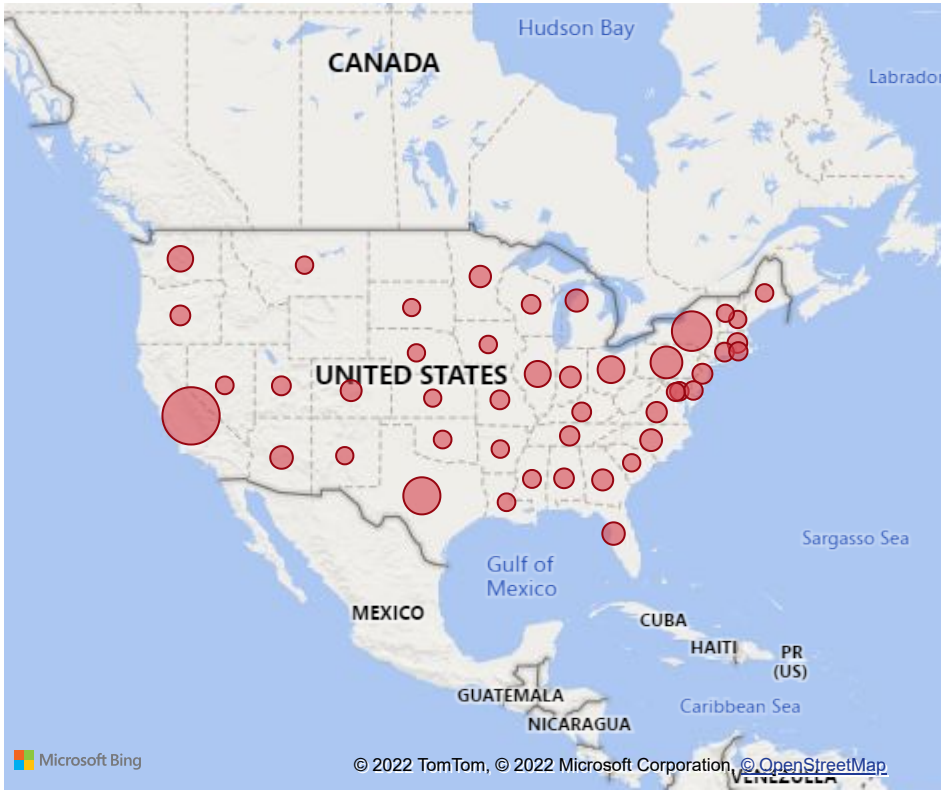 Hudson Bay
CANADA
Labrador
UNITED STATES
Sargasso Sea
Gulf of
Mexico
MEXICO
CUBA
HAITI
PR
(US)
GUATEMALA
Caribbean Sea
NICARAGUA
Microsoft Bing
© 2022 TomTom, © 2022 Microsoft Corporation, © OpenStreetMap
VENEZUELA